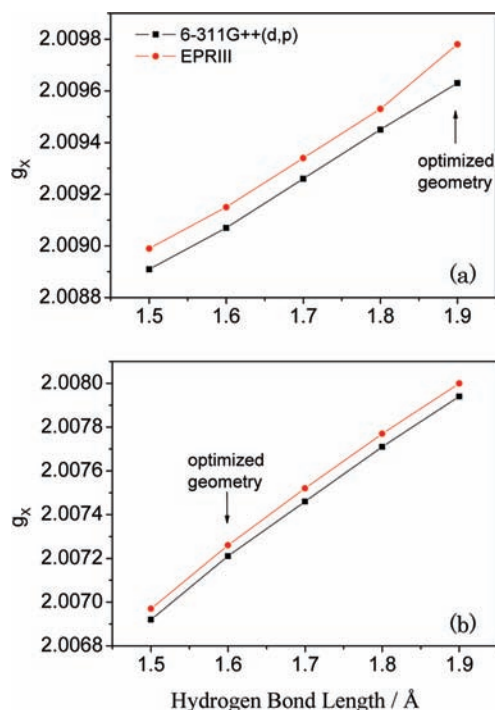 2.0098
2.0096
2.0094
2.0092
2.0090
2.0088
gx
6-311G++(d,p)
EPRIII
optimized
geometry
(a)
1.5 1.6 1.7 1.8 1.9
2.0080
2.0078
2.0076
2.0074
2.0072
2.0070
2.0068
gx
optimized
geometry
(b)
1.5 1.6 1.7 1.8 1.9
Hydrogen Bond Length / Å